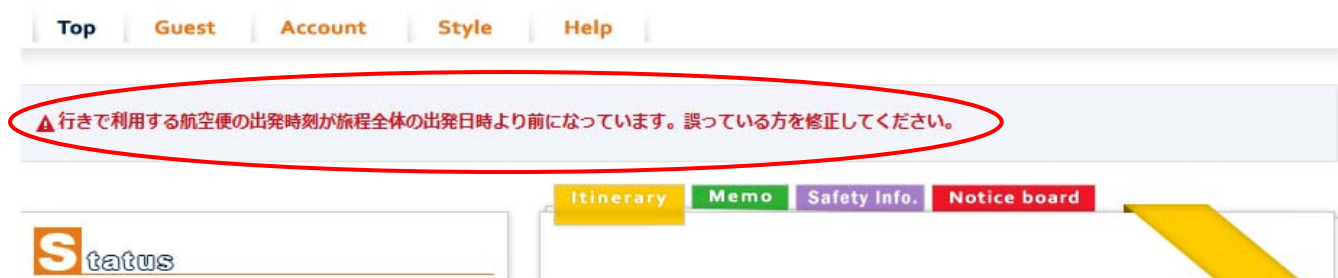 Top Guest Account Style Help
行きで利用する航空便の出発時刻が旅程全体の出発日時より前になっています。誤っている方を修正してください。
Itinerary Memo Safety Info. Notice board
Status